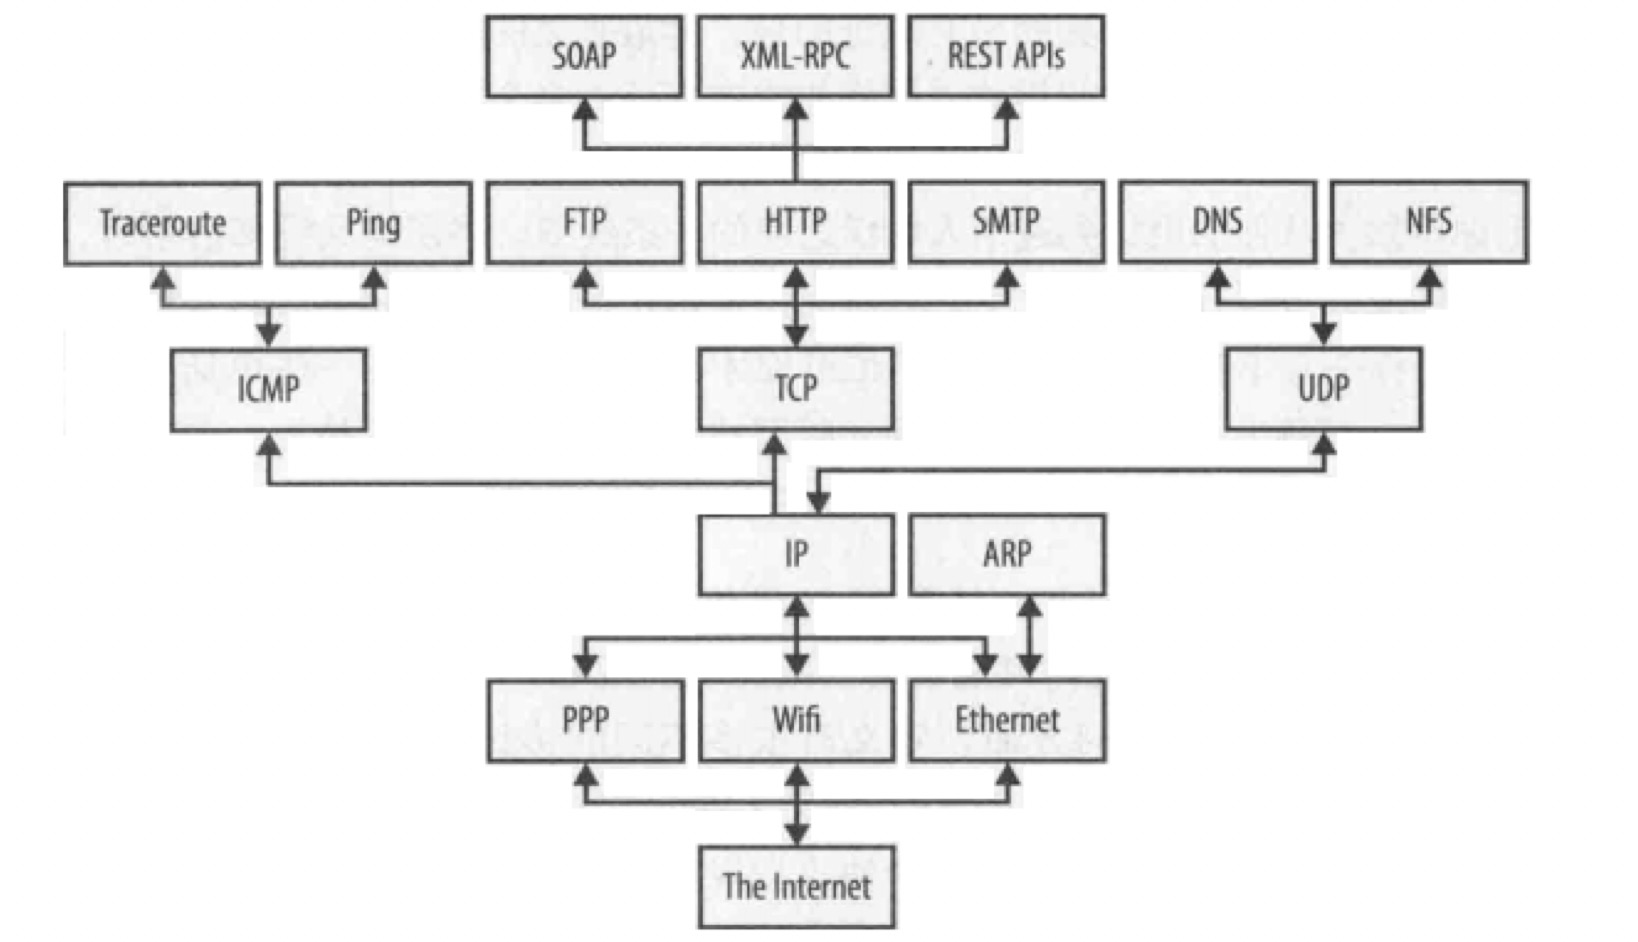 SOAP
XML-RPC
REST APIs
Traceroute
Ping
FTP
HTTP
SMTP
DNS
NFS
ICMP
TCP
UDP
IP
ARP
PPP
Wifi
Ethernet
The Internet